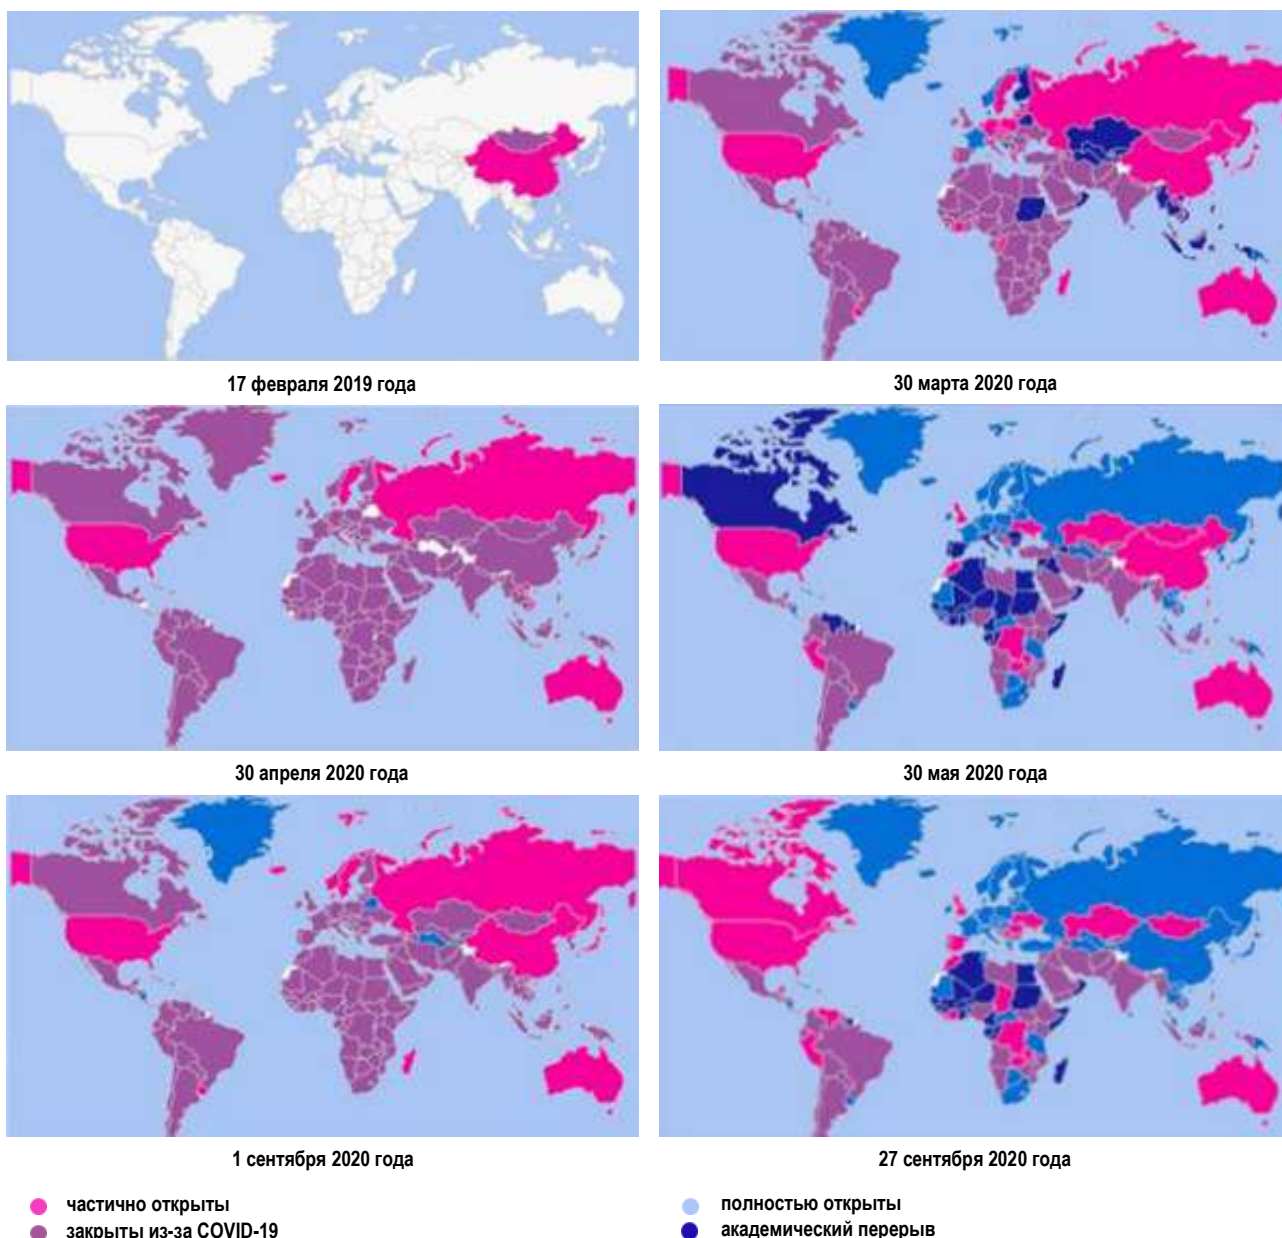 17 февраля 2019 года
30 марта 2020 года
30 апреля 2020 года
30 мая 2020 года
1 сентября 2020 года
27 сентября 2020 года
частично открыты
полностью открыты
закрыты из-за COVID-19
академический перерыв